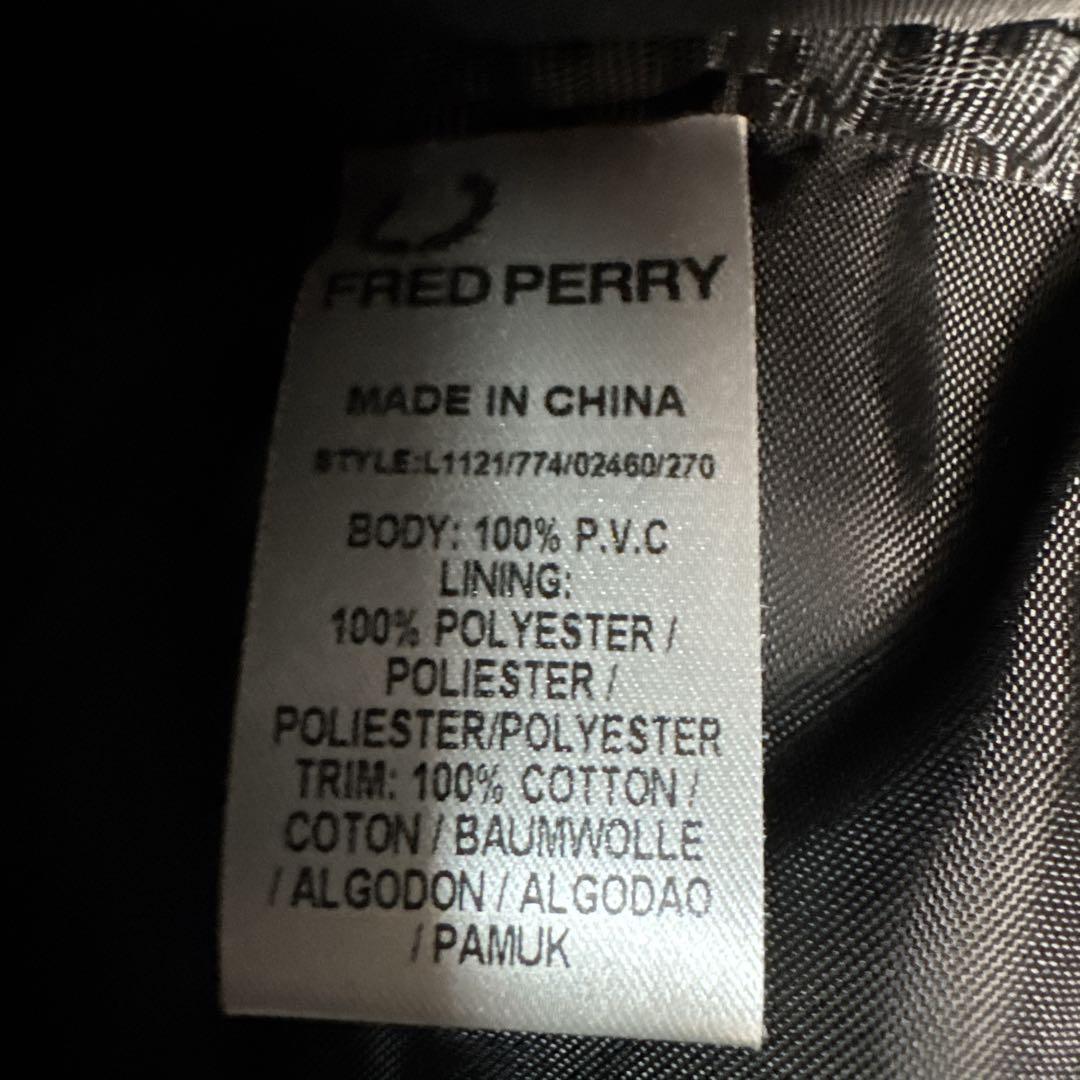 FRED PERRY
MADE IN CHINA
STYLE:L1121/774/02460/270
BODY: 100% P.V.C
LINING:
100% POLYESTER /
POLIESTER /
POLIESTER/POLYESTER
TRIM: 100% COTTON /
COTON / BAUMWOLLE
/ ALGODON / ALGODAO
/ PAMUK